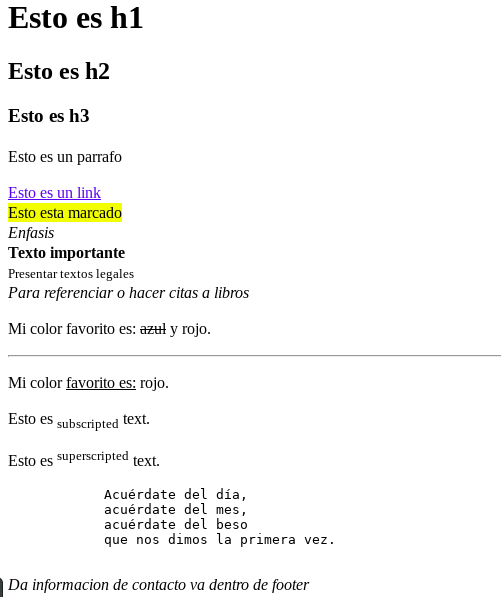 Esto es h1
Esto es h2
Esto es h3
Esto es un parrafo
Esto es un link
Esto esta marcado
Enfasis
Texto importante
Presentar textos legales
Para referenciar o hacer citas a libros
Mi color favorito es: azul y rojo.
Mi color favorito es: rojo.
Esto es subscripted text.
Esto es superscripted text.
Acuérdate del día,
acuérdate del mes,
acuérdate del beso
que nos dimos la primera vez.
Da informacion de contacto va dentro de footer